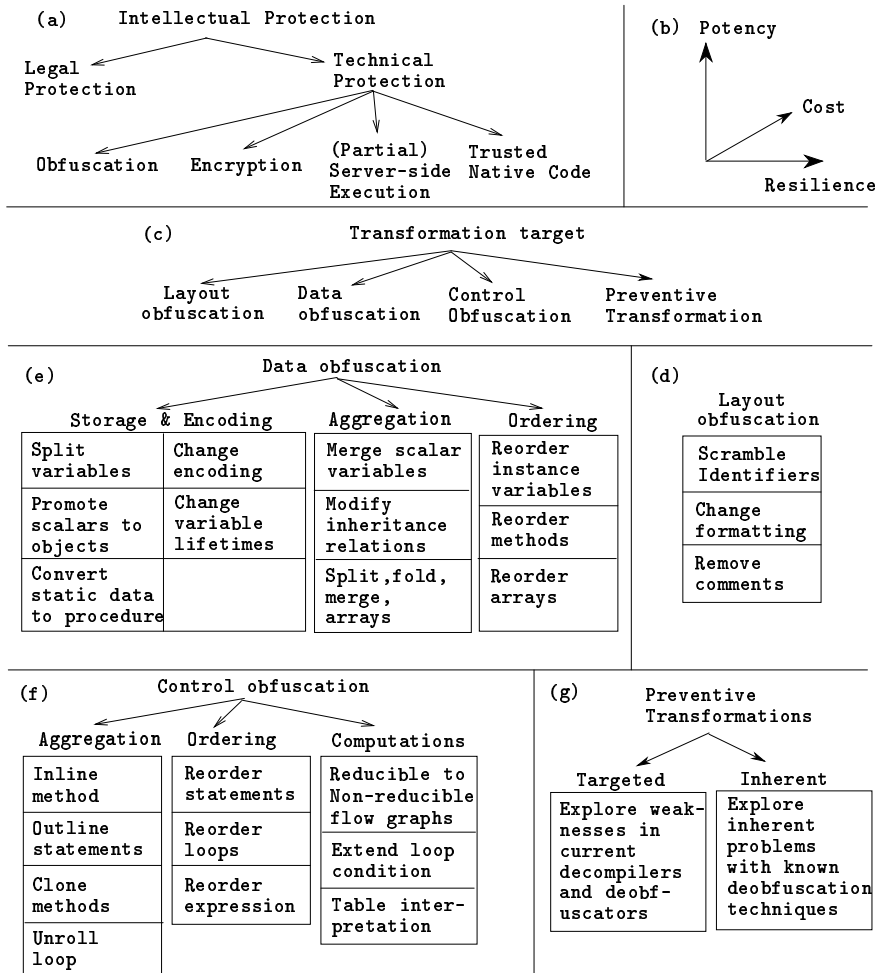 (a)
Intellectual Protection
Legal
Protection
Technical
Protection
Obfuscation
Encryption
(Partial)
Server-side
Execution
Trusted
Native Code
(b)
Potency
Cost
Resilience
(c)
Transformation target
Layout
obfuscation
Data
obfuscation
Control
Obfuscation
Preventive
Transformation
(e)
Data obfuscation
Storage & Encoding
Split
variables
Change
encoding
Promote
scalars to
objects
Change
variable
lifetimes
Convert
static data
to procedure
Aggregation
Merge scalar
variables
Modify
inheritance
relations
Split,fold,
merge,
arrays
Ordering
Reorder
instance
variables
Reorder
methods
Reorder
arrays
(d)
Layout
obfuscation
Scramble
Identifiers
Change
formatting
Remove
comments
(f)
Control obfuscation
Aggregation
Inline
method
Outline
statements
Clone
methods
Unroll
loop
Ordering
Reorder
statements
Reorder
loops
Reorder
expression
Computations
Reducible to
Non-reducible
flow graphs
Extend loop
condition
Table inter-
pretation
(g)
Preventive
Transformations
Targeted
Explore weak-
nesses in
current
decompilers
and deobf-
uscators
Inherent
Explore
inherent
problems
with known
deobfuscation
techniques